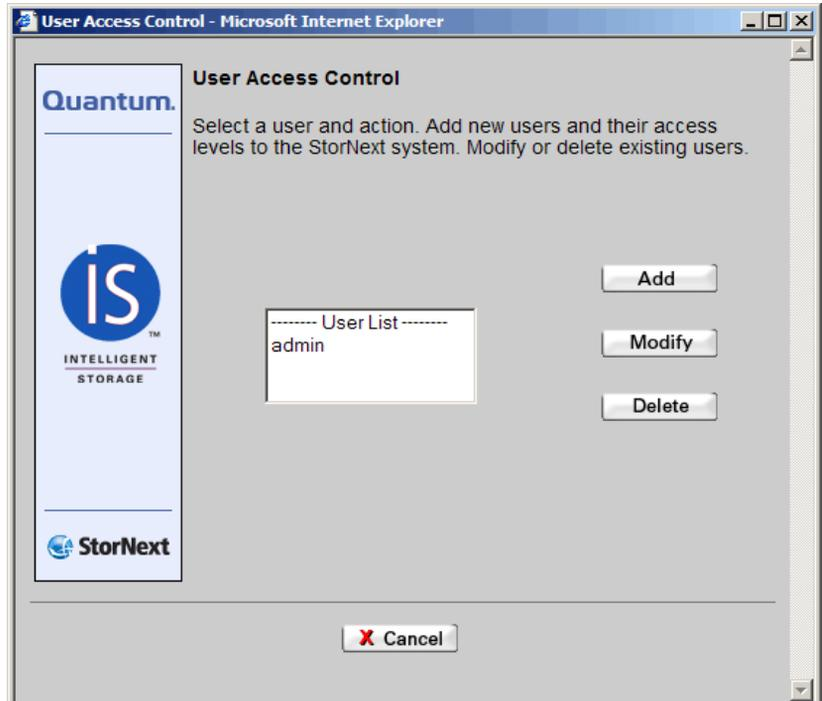 User Access Control - Microsoft Internet Explorer
Quantum.
User Access Control
Select a user and action. Add new users and their access
levels to the StorNext system. Modify or delete existing users.
iS
TM
INTELLIGENT
STORAGE
-------- User List --------
admin
Add
Modify
Delete
StorNext
X Cancel